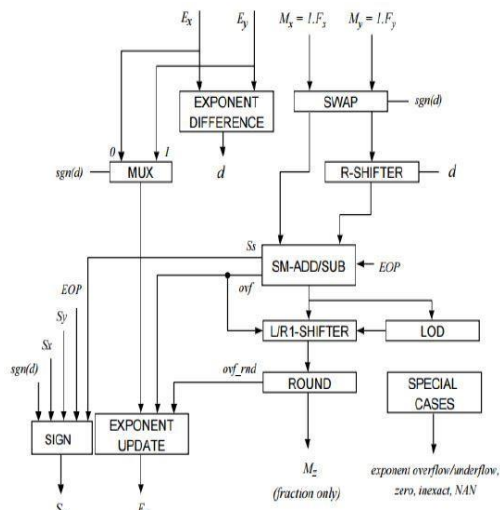 Ex
Ey
Mx = 1.Fx
My = 1.Fy
EXPONENT
DIFFERENCE
SWAP
sgn(d)
0
1
sgn(d)
MUX
d
R-SHIFTER
d
Ss
SM-ADD/SUB
EOP
ovf
EOP
Sy
L/R1-SHIFTER
LOD
Sx
sgn(d)
ovf_rnd
ROUND
SPECIAL
CASES
SIGN
EXPONENT
UPDATE
Mz
(fraction only)
exponent overflow/underflow,
zero, inexact, NAN